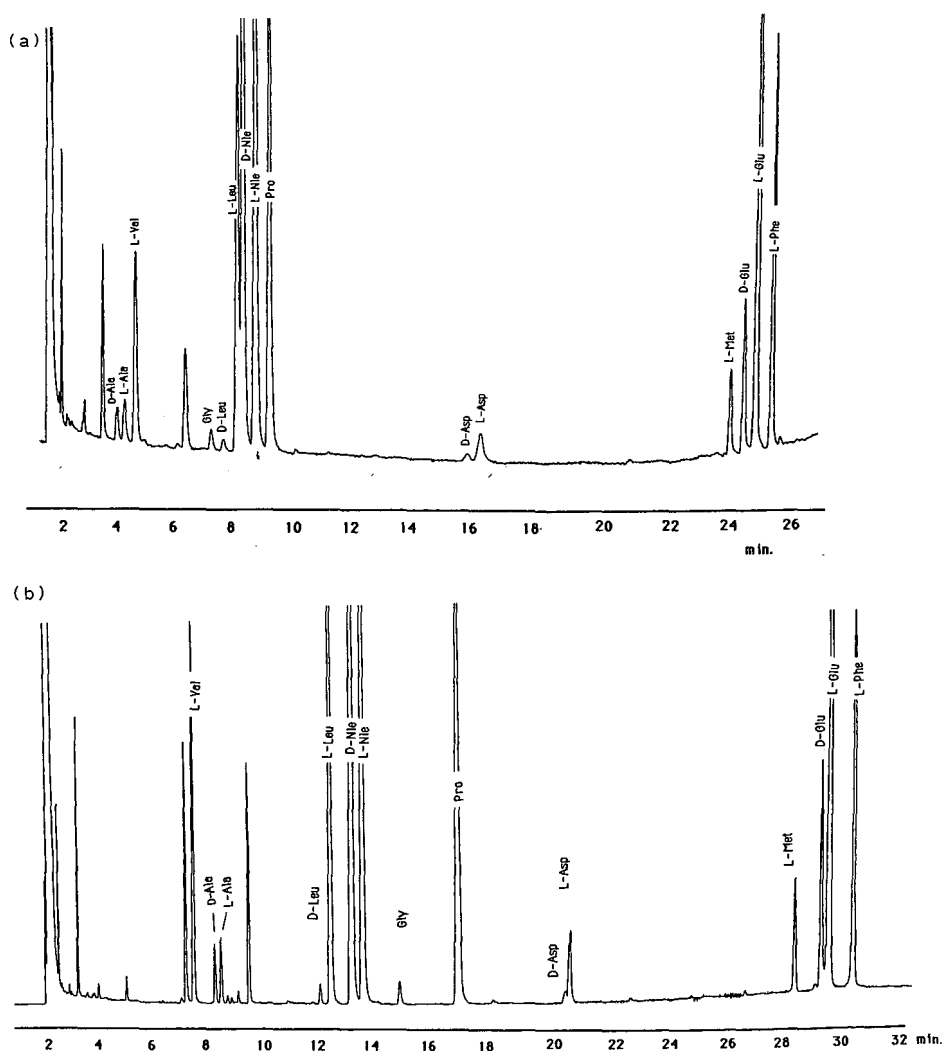 (a)
D-Ala
L-Ala
L-Val
Gly
D-Leu
L-Leu
D-Nle
L-Nle
Pro
D-Asp
L-Asp
L-Met
D-Glu
L-Glu
L-Phe
2 4 6 8 10 12 14 16 18 20 22 24 26
min.
(b)
L-Val
D-Ala
L-Ala
D-Leu
L-Leu
D-Nle
L-Nle
Gly
Pro
D-Asp
L-Asp
L-Met
D-Glu
L-Glu
L-Phe
2 4 6 8 10 12 14 16 18 20 22 24 26 28 30 32 min.